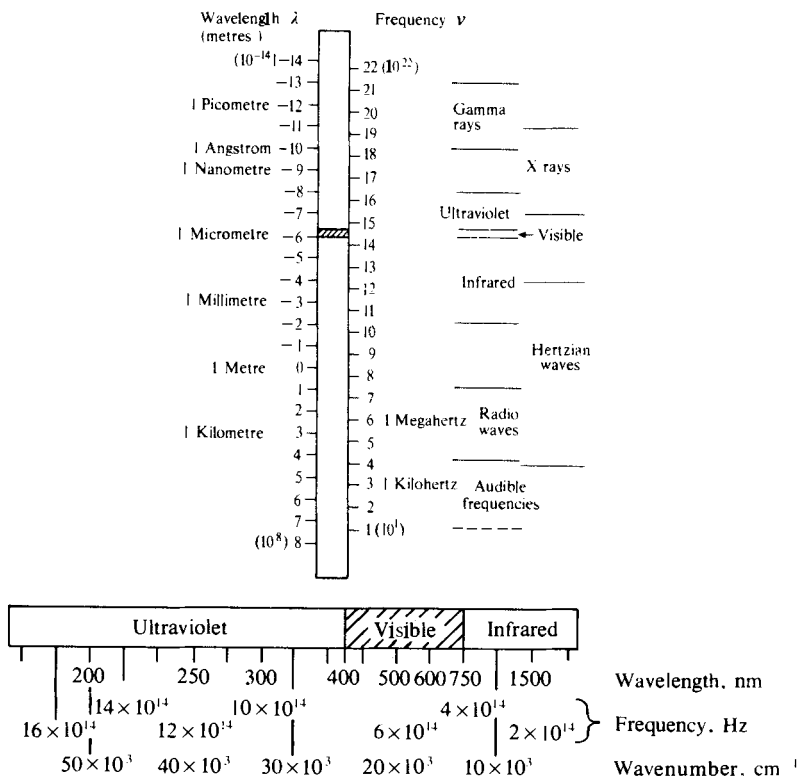 Wavelength λ Frequency ν
(metres)
(10⁻¹⁴) −14
22 (10²²)
−13
21
1 Picometre −12
20
Gamma
rays
−11
19
1 Angstrom −10
18
1 Nanometre −9
17
X rays
−8
16
−7
15
Ultraviolet
1 Micrometre −6
14
Visible
−5
13
−4
12
Infrared
1 Millimetre −3
11
−2
10
−1
9
Hertzian
waves
1 Metre 0
8
1
7
2
6 1 Megahertz
Radio
waves
1 Kilometre 3
5
4
4
5
3 1 Kilohertz
Audible
frequencies
6
2
7
1 (10¹)
(10⁸) 8
Ultraviolet Visible Infrared
200 250 300 400 500 600 750 1500 Wavelength, nm
14 × 10¹⁴ 10 × 10¹⁴ 4 × 10¹⁴
16 × 10¹⁴ 12 × 10¹⁴ 6 × 10¹⁴ 2 × 10¹⁴ } Frequency, Hz
50 × 10³ 40 × 10³ 30 × 10³ 20 × 10³ 10 × 10³ Wavenumber, cm⁻¹